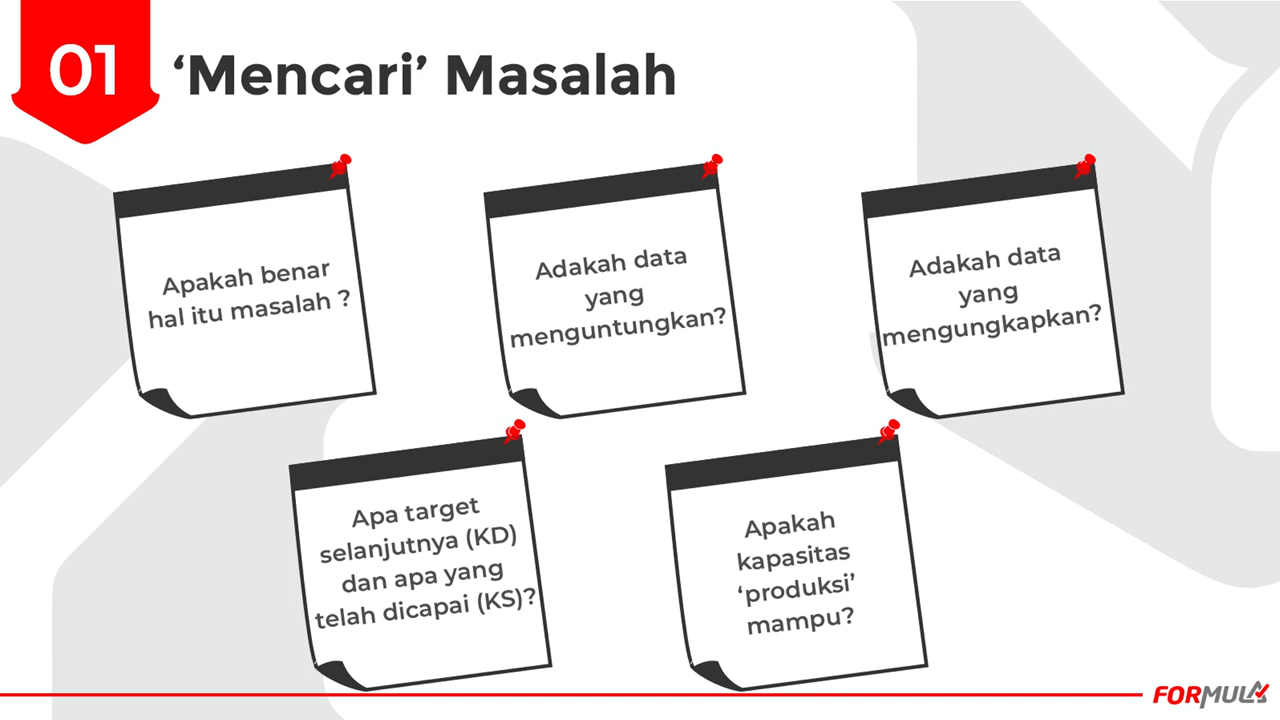 01
‘Mencari’ Masalah
Apakah benar
hal itu masalah ?
Adakah data
yang
menguntungkan?
Adakah data
yang
mengungkapkan?
Apa target
selanjutnya (KD)
dan apa yang
telah dicapai (KS)?
Apakah
kapasitas
‘produksi’
mampu?
FORMULA